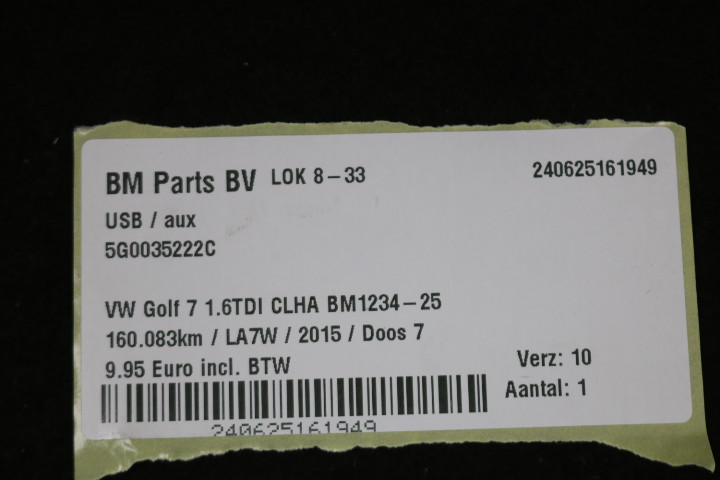 BM Parts BV LOK 8-33 240625161949
USB / aux
5G0035222C
VW Golf 7 1.6TDI CLHA BM1234-25
160.083km / LA7W / 2015 / Doos 7
9.95 Euro incl. BTW
Verz: 10
Aantal: 1
240625161949